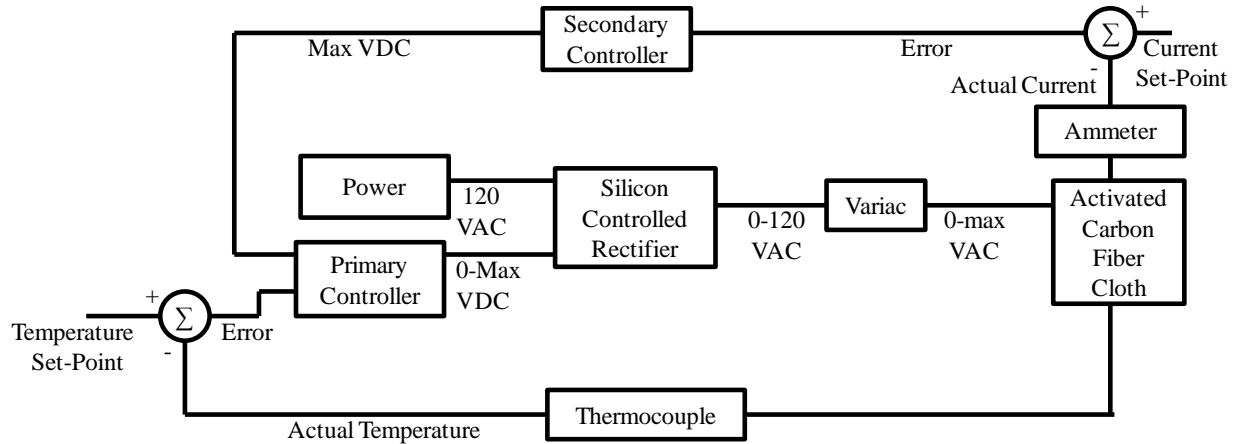 Max VDC
Secondary
Controller
Error
Σ
+
-
Current
Set-Point
Actual Current
Ammeter
Power
120
VAC
Silicon
Controlled
Rectifier
0-120
VAC
Variac
0-max
VAC
Activated
Carbon
Fiber
Cloth
Primary
Controller
0-Max
VDC
+
Σ
-
Temperature
Set-Point
Error
Thermocouple
Actual Temperature